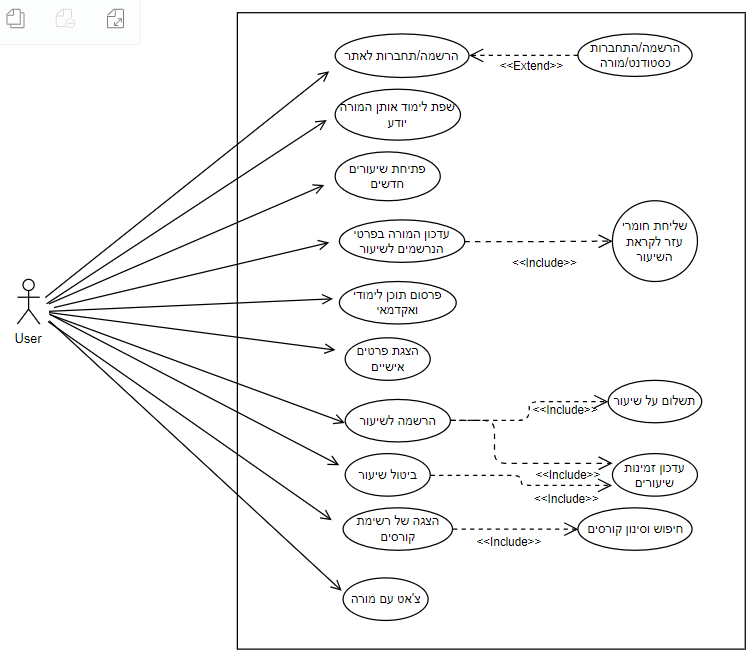 הרשמה/תחברות לאתר
<<Extend>>
הרשמה/התחברות
כסטודנט/מורה
שפת לימוד אותן המורה
יודע
פתיחת שיעורים
חדשים
עדכון המורה בפרטי
הנרשמים לשיעור
<<Include>>
שליחת חומרי
עזר לקראת
השיעור
פרסום תוכן לימודי
ואקדמאי
User
הצגת פרטים
אישיים
הרשמה לשיעור
<<Include>>
תשלום על שיעור
<<Include>>
עדכון זמינות
שיעורים
ביטול שיעור
<<Include>>
הצגה של רשימת
קורסים
<<Include>>
חיפוש וסינון קורסים
צ'אט עם מורה